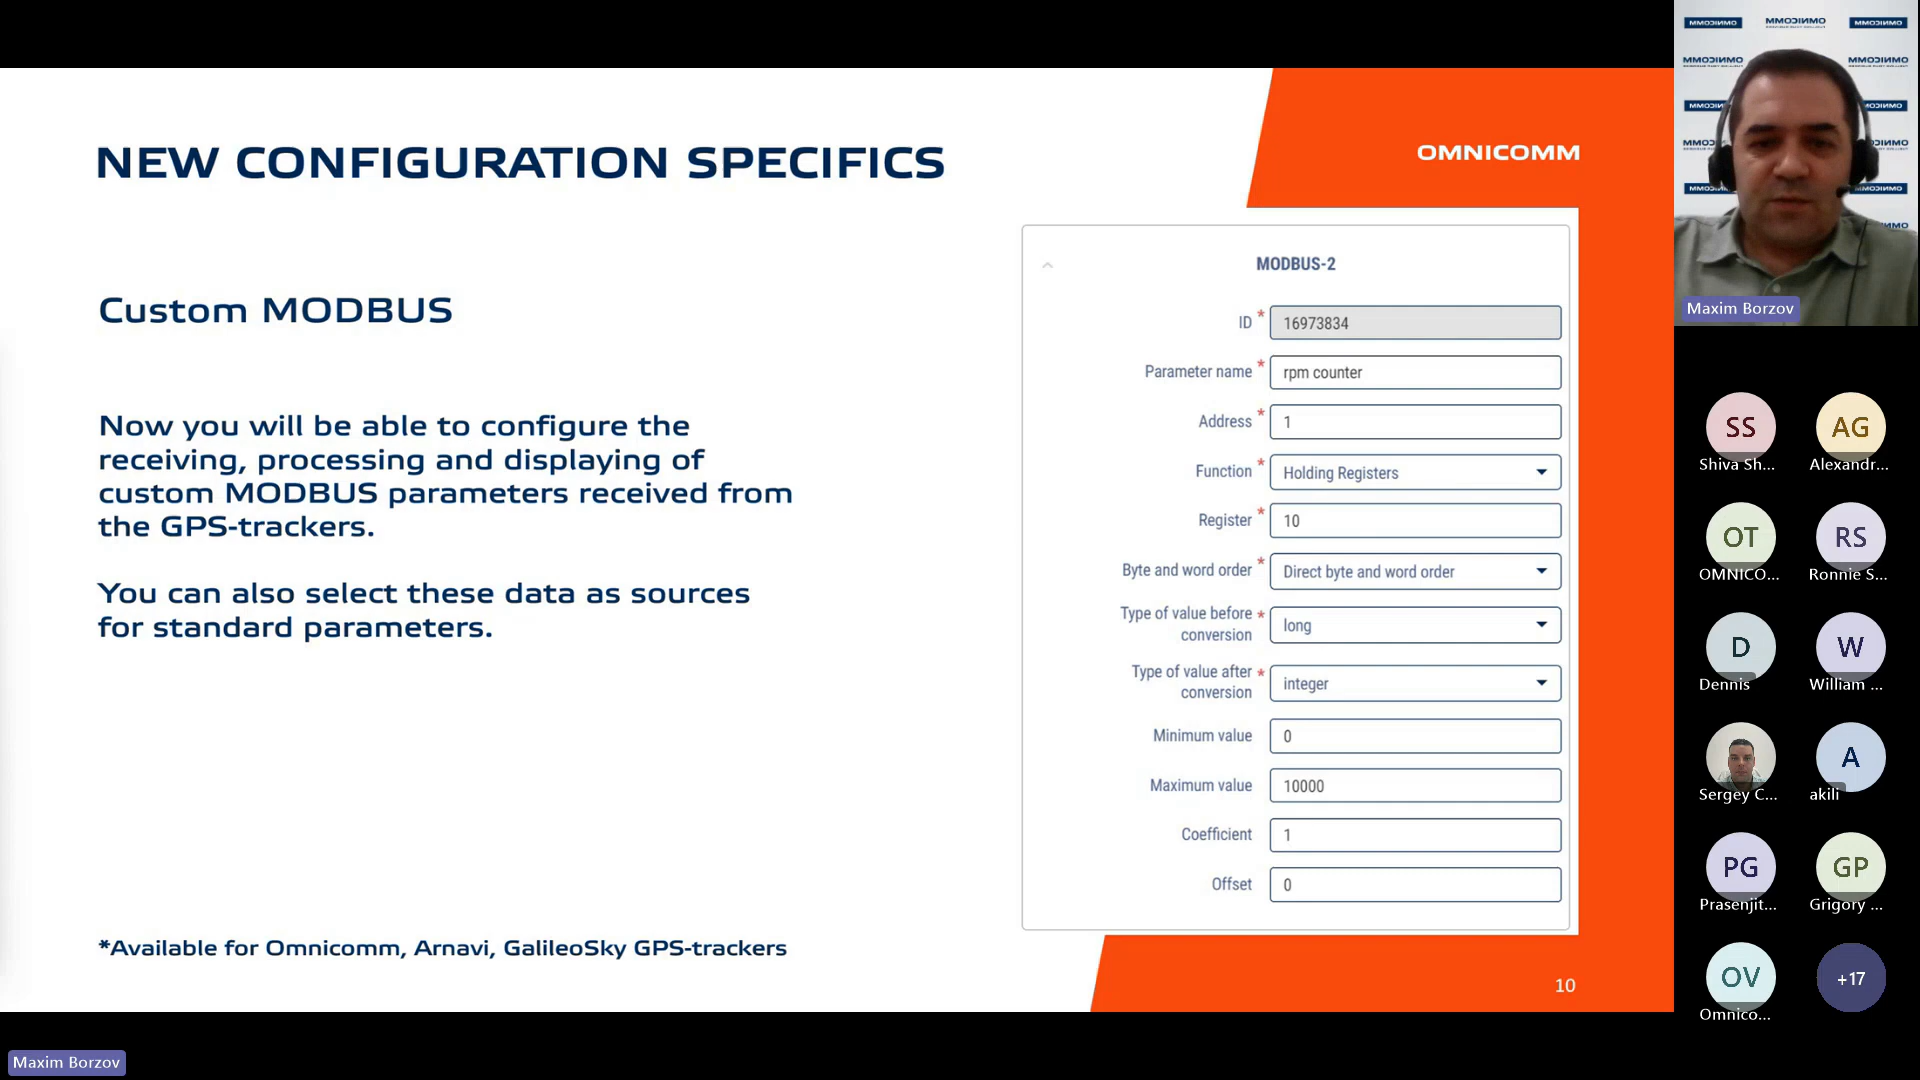 NEW CONFIGURATION SPECIFICS
OMNICOMM
Custom MODBUS
Now you will be able to configure the
receiving, processing and displaying of
custom MODBUS parameters received from
the GPS-trackers.
You can also select these data as sources
for standard parameters.
*Available for Omnicomm, Arnavi, GalileoSky GPS-trackers
MODBUS-2
ID * 16973834
Parameter name * rpm counter
Address * 1
Function * Holding Registers
Register * 10
Byte and word order * Direct byte and word order
Type of value before * long
conversion
Type of value after * integer
conversion
Minimum value 0
Maximum value 10000
Coefficient 1
Offset 0
10
Maxim Borzov
SS AG
Shiva Sh... Alexandr...
OT RS
OMNICO... Ronnie S...
D W
Dennis William ...
A
Sergey C... akili
PG GP
Prasenjit... Grigory ...
OV +17
Omnico...
Maxim Borzov